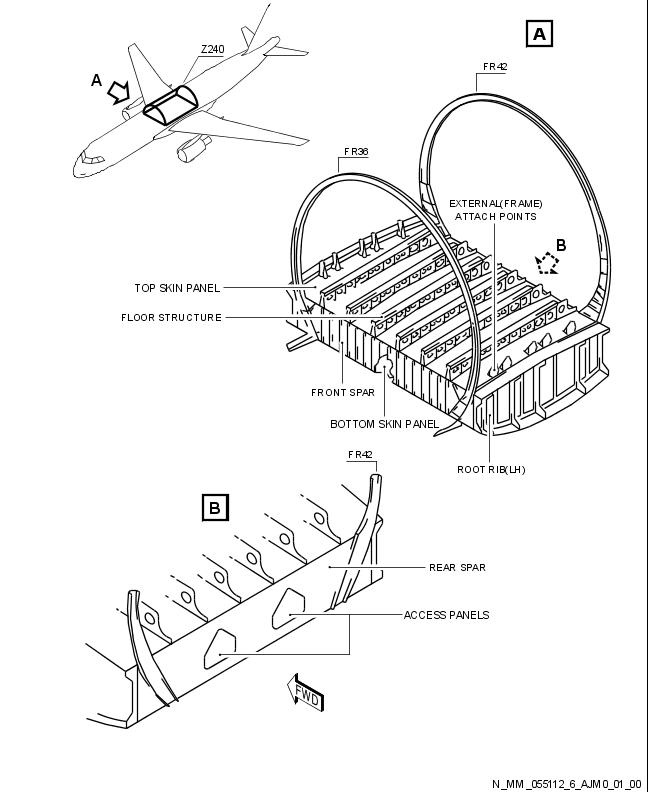 A
Z240
A
FR42
FR36
EXTERNAL(FRAME)
ATTACH POINTS
B
TOP SKIN PANEL
FLOOR STRUCTURE
FRONT SPAR
BOTTOM SKIN PANEL
ROOT RIB(LH)
FR42
B
REAR SPAR
ACCESS PANELS
FWD
N_MM_055112_6_AJM0_01_00